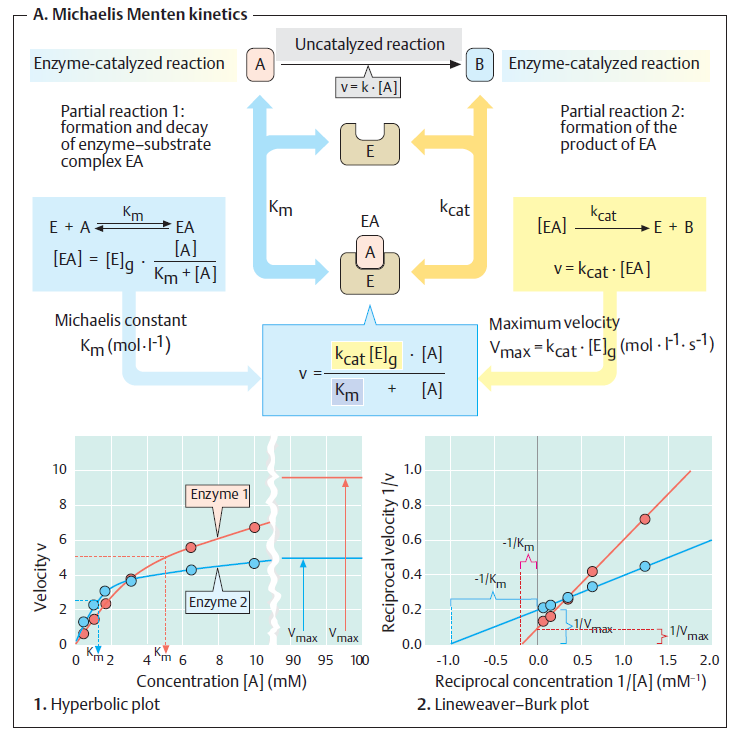 A. Michaelis Menten kinetics
Enzyme-catalyzed reaction
A
Uncatalyzed reaction
v = k · [A]
B
Enzyme-catalyzed reaction
Partial reaction 1:
formation and decay
of enzyme–substrate
complex EA
E
Partial reaction 2:
formation of the
product of EA
Km
kcat
EA
A
E
E + A Km EA
[EA] = [E]g · [A]
Km + [A]
[EA] kcat E + B
v = kcat · [EA]
Michaelis constant
Km (mol · l-1)
Maximum velocity
Vmax = kcat · [E]g (mol · l-1 · s-1)
v = kcat [E]g · [A]
Km + [A]
Velocity v
10
8
6
4
2
0
Enzyme 1
Enzyme 2
Km
Km
Vmax
Vmax
0 2 4 6 8 10 90 95 100
Concentration [A] (mM)
1. Hyperbolic plot
Reciprocal velocity 1/v
1.0
0.8
0.6
0.4
0.2
0.0
-1/Km
-1/Km
1/Vmax
1/Vmax
-1.0 -0.5 0.0 0.5 1.0 1.5 2.0
Reciprocal concentration 1/[A] (mM–1)
2. Lineweaver–Burk plot